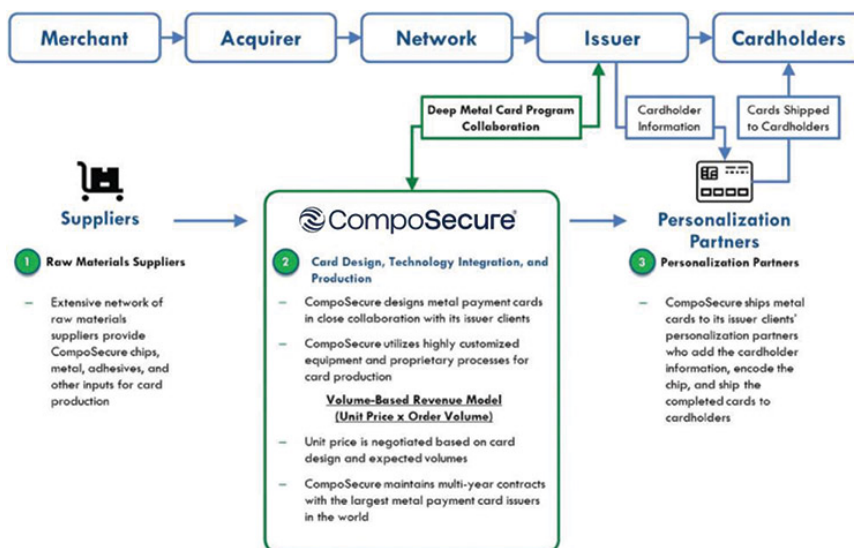 Merchant
Acquirer
Network
Issuer
Cardholders
Deep Metal Card Program
Collaboration
Cardholder
Information
Cards Shipped
to Cardholders
Suppliers
CompoSecure®
Personalization
Partners
1 Raw Materials Suppliers
– Extensive network of
raw materials
suppliers provide
CompoSecure chips,
metal, adhesives, and
other inputs for card
production
2 Card Design, Technology Integration, and
Production
– CompoSecure designs metal payment cards
in close collaboration with its issuer clients
– CompoSecure utilizes highly customized
equipment and proprietary processes for
card production
Volume-Based Revenue Model
(Unit Price x Order Volume)
– Unit price is negotiated based on card
design and expected volumes
– CompoSecure maintains multi-year contracts
with the largest metal payment card issuers
in the world
3 Personalization Partners
– CompoSecure ships metal
cards to its issuer clients'
personalization partners
who add the cardholder
information, encode the
chip, and ship the
completed cards to
cardholders